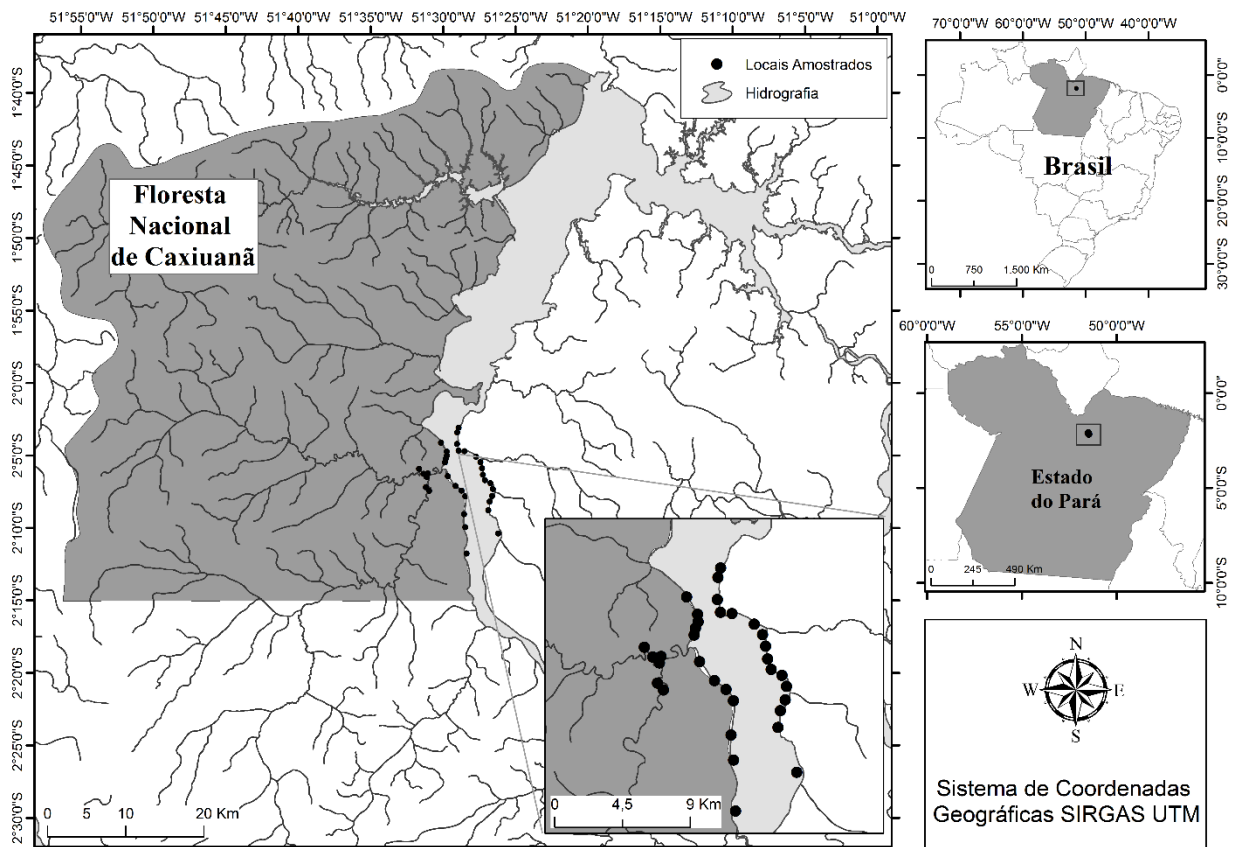 51°55'0"W 51°50'0"W 51°45'0"W 51°40'0"W 51°35'0"W 51°30'0"W 51°25'0"W 51°20'0"W 51°15'0"W 51°10'0"W 51°5'0"W 51°0'0"W
1°40'0"S
1°45'0"S
1°50'0"S
1°55'0"S
2°0'0"S
2°5'0"S
2°10'0"S
2°15'0"S
2°20'0"S
2°25'0"S
2°30'0"S
Locais Amostrados
Hidrografia
Floresta
Nacional
de Caxiuanã
0 5 10 20 Km
0 4,5 9 Km
70°0'0"W 60°0'0"W 50°0'0"W 40°0'0"W
0°0'0"S
10°0'0"S
20°0'0"S
30°0'0"S
Brasil
0 750 1.500 Km
60°0'0"W 55°0'0"W 50°0'0"W
0°0'0"S
5°0'0"S
10°0'0"S
Estado
do Pará
0 245 490 Km
N
W E
S
Sistema de Coordenadas
Geográficas SIRGAS UTM